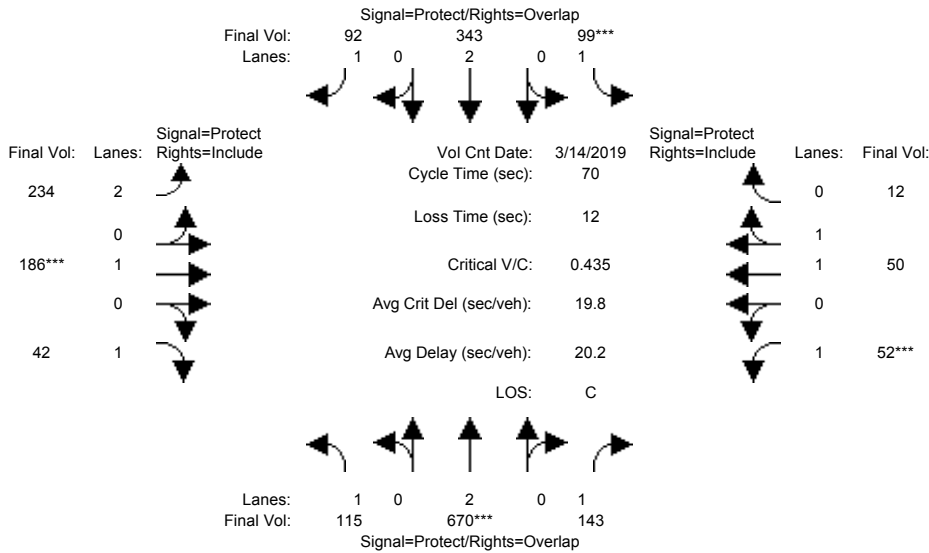 Signal=Protect/Rights=Overlap
Final Vol: 92 343 99***
Lanes: 1 0 2 0 1
Signal=Protect Signal=Protect
Final Vol: Lanes: Rights=Include Vol Cnt Date: 3/14/2019 Rights=Include Lanes: Final Vol:
Cycle Time (sec): 70
234 2 0 12
Loss Time (sec): 12
0 1
186*** 1 Critical V/C: 0.435 1 50
0 Avg Crit Del (sec/veh): 19.8 0
42 1 Avg Delay (sec/veh): 20.2 1 52***
LOS: C
Lanes: 1 0 2 0 1
Final Vol: 115 670*** 143
Signal=Protect/Rights=Overlap